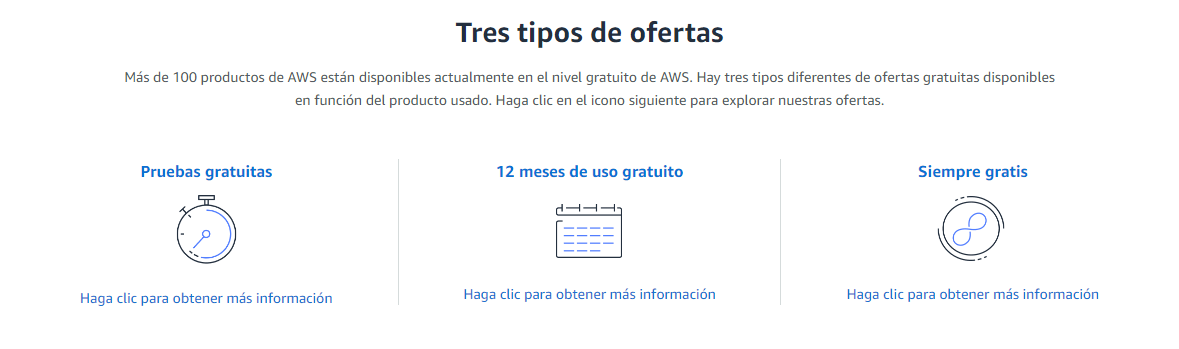 Tres tipos de ofertas
Más de 100 productos de AWS están disponibles actualmente en el nivel gratuito de AWS. Hay tres tipos diferentes de ofertas gratuitas disponibles
en función del producto usado. Haga clic en el icono siguiente para explorar nuestras ofertas.
Pruebas gratuitas
Haga clic para obtener más información
12 meses de uso gratuito
Haga clic para obtener más información
Siempre gratis
Haga clic para obtener más información